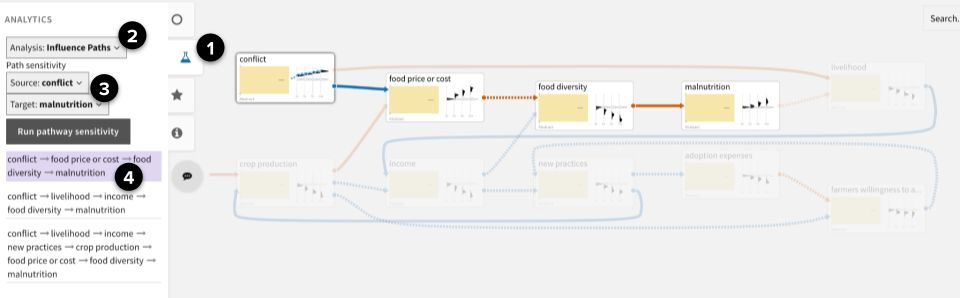 ANALYTICS
Analysis: Influence Paths
2
Path sensitivity
Source: conflict
3
Target: malnutrition
Run pathway sensitivity
conflict → food price or cost → food
diversity → malnutrition
4
conflict → livelihood → income →
food diversity → malnutrition
conflict → livelihood → income →
new practices → crop production →
food price or cost → food diversity →
malnutrition
1
Search.
conflict
food price or cost
food diversity
malnutrition
livelihood
crop production
income
new practices
adoption expenses
farmers willingness to a...